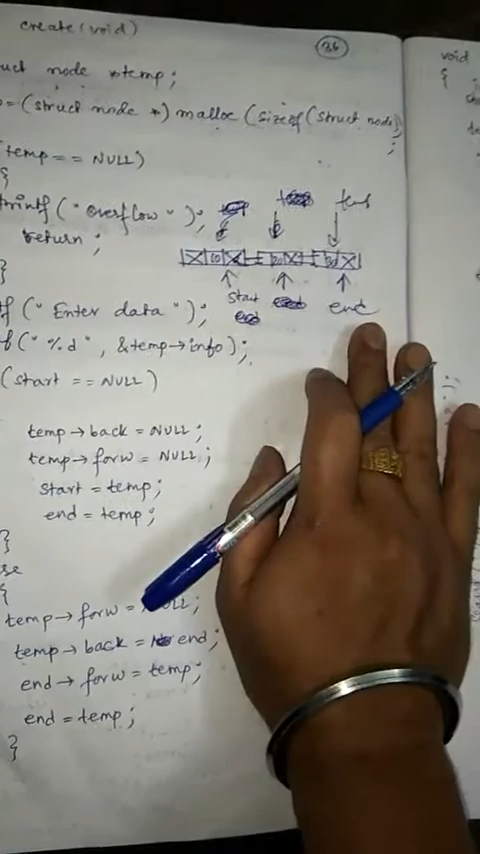 create(void)
36
uct node *temp;
= (struct node *) malloc (sizeof(struct node)
;
temp == NULL)
{
printf ("overflow");
return ;
}
temp
start
end
end
f (" Enter data ");
f (" %d ", &temp→info);
(start == NULL)
temp→back = NULL;
temp→forw = NULL;
start = temp;
end = temp;
}
se
{
temp→forw =
temp→back = end;
end→forw = temp;
end = temp;
}
void
{